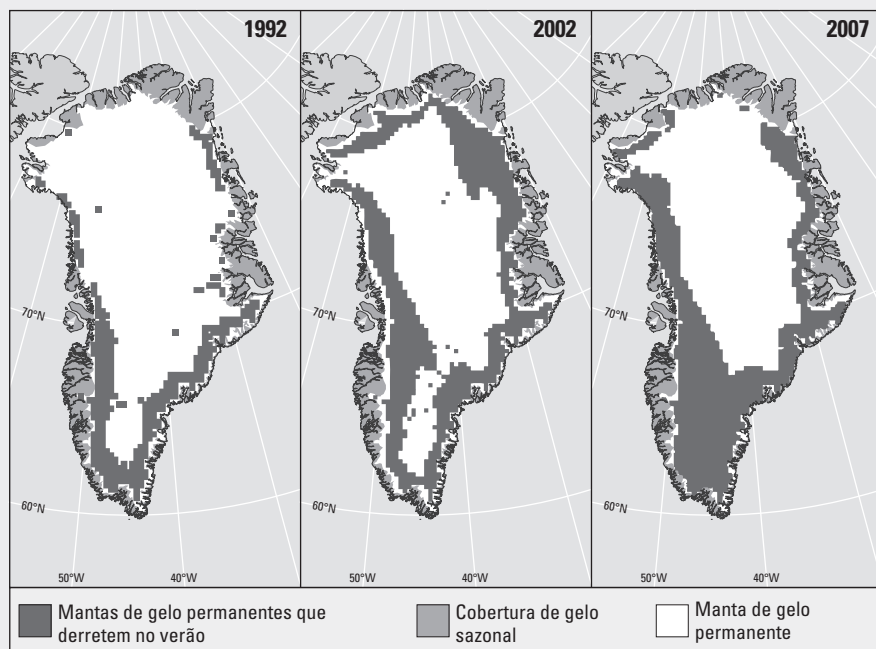 1992
2002
2007
70°N
70°N
70°N
60°N
60°N
60°N
50°W
40°W
50°W
40°W
50°W
40°W
Mantas de gelo permanentes que
derretem no verão
Cobertura de gelo
sazonal
Manta de gelo
permanente